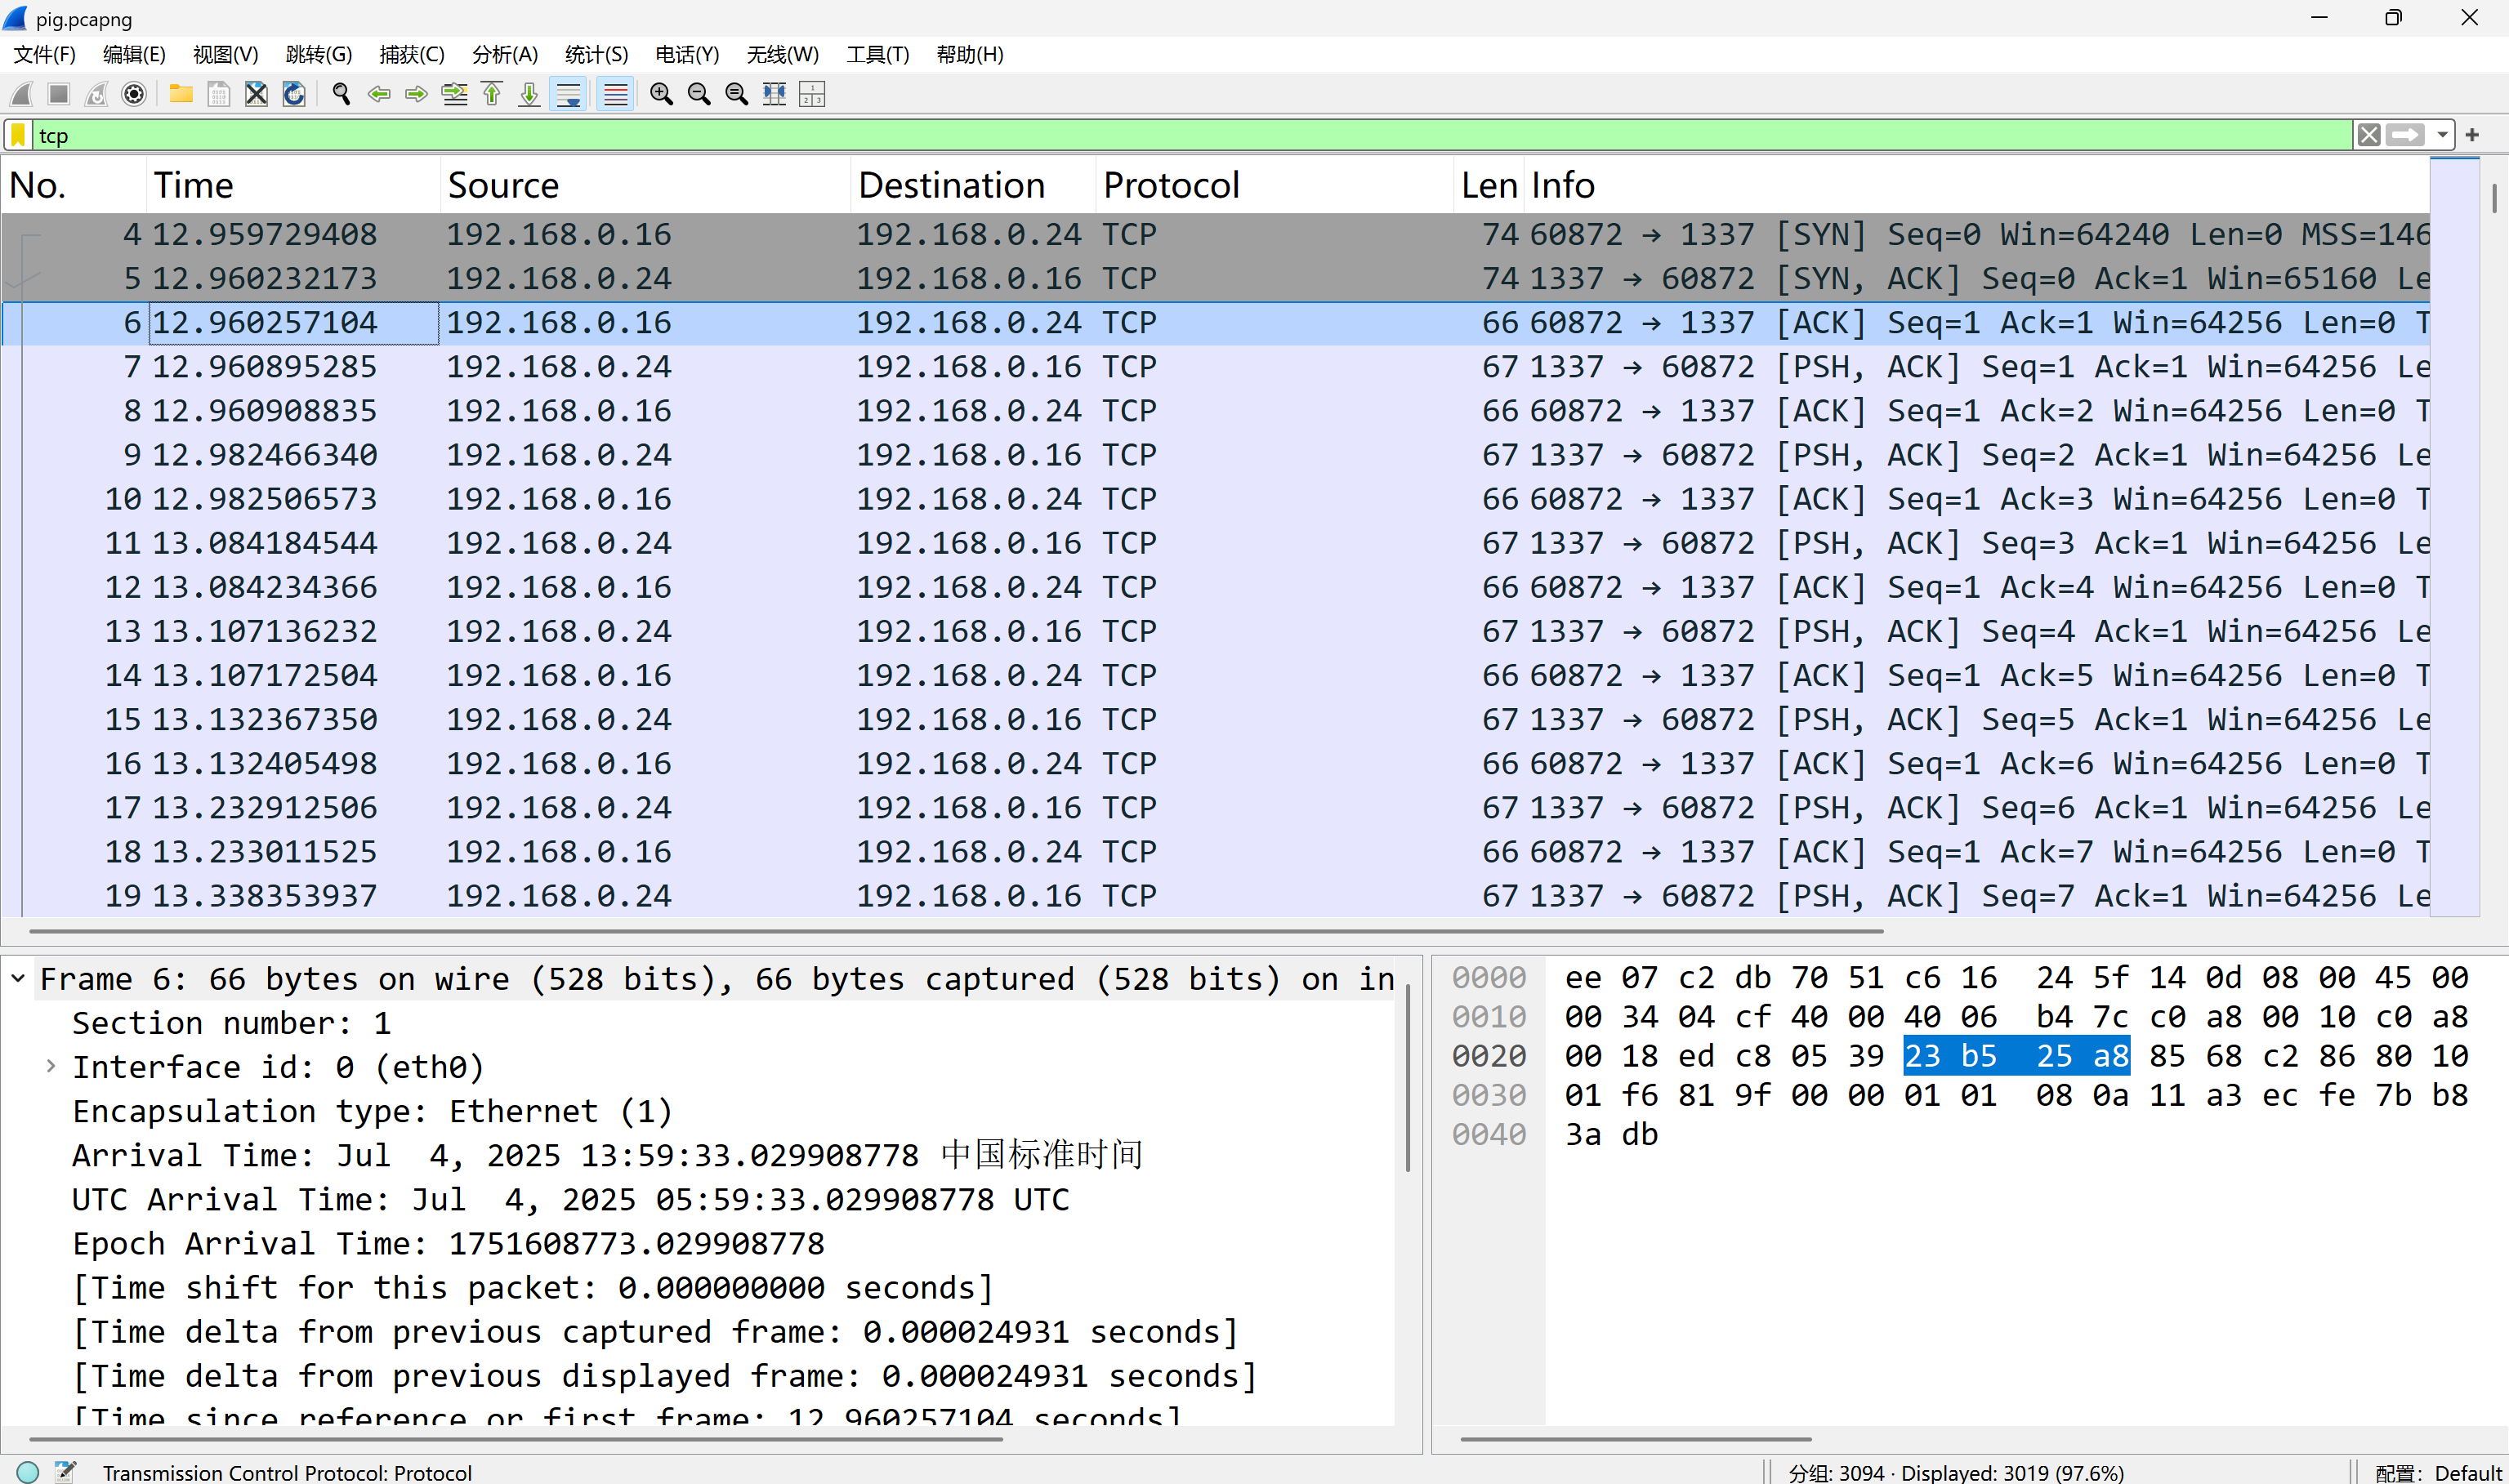 pig.pcapng
文件(F) 编辑(E) 视图(V) 跳转(G) 捕获(C) 分析(A) 统计(S) 电话(Y) 无线(W) 工具(T) 帮助(H)
tcp
No. Time Source Destination Protocol Len Info
4 12.959729408 192.168.0.16 192.168.0.24 TCP 74 60872 → 1337 [SYN] Seq=0 Win=64240 Len=0 MSS=146
5 12.960232173 192.168.0.24 192.168.0.16 TCP 74 1337 → 60872 [SYN, ACK] Seq=0 Ack=1 Win=65160 Le
6 12.960257104 192.168.0.16 192.168.0.24 TCP 66 60872 → 1337 [ACK] Seq=1 Ack=1 Win=64256 Len=0 T
7 12.960895285 192.168.0.24 192.168.0.16 TCP 67 1337 → 60872 [PSH, ACK] Seq=1 Ack=1 Win=64256 Le
8 12.960908835 192.168.0.16 192.168.0.24 TCP 66 60872 → 1337 [ACK] Seq=1 Ack=2 Win=64256 Len=0 T
9 12.982466340 192.168.0.24 192.168.0.16 TCP 67 1337 → 60872 [PSH, ACK] Seq=2 Ack=1 Win=64256 Le
10 12.982506573 192.168.0.16 192.168.0.24 TCP 66 60872 → 1337 [ACK] Seq=1 Ack=3 Win=64256 Len=0 T
11 13.084184544 192.168.0.24 192.168.0.16 TCP 67 1337 → 60872 [PSH, ACK] Seq=3 Ack=1 Win=64256 Le
12 13.084234366 192.168.0.16 192.168.0.24 TCP 66 60872 → 1337 [ACK] Seq=1 Ack=4 Win=64256 Len=0 T
13 13.107136232 192.168.0.24 192.168.0.16 TCP 67 1337 → 60872 [PSH, ACK] Seq=4 Ack=1 Win=64256 Le
14 13.107172504 192.168.0.16 192.168.0.24 TCP 66 60872 → 1337 [ACK] Seq=1 Ack=5 Win=64256 Len=0 T
15 13.132367350 192.168.0.24 192.168.0.16 TCP 67 1337 → 60872 [PSH, ACK] Seq=5 Ack=1 Win=64256 Le
16 13.132405498 192.168.0.16 192.168.0.24 TCP 66 60872 → 1337 [ACK] Seq=1 Ack=6 Win=64256 Len=0 T
17 13.232912506 192.168.0.24 192.168.0.16 TCP 67 1337 → 60872 [PSH, ACK] Seq=6 Ack=1 Win=64256 Le
18 13.233011525 192.168.0.16 192.168.0.24 TCP 66 60872 → 1337 [ACK] Seq=1 Ack=7 Win=64256 Len=0 T
19 13.338353937 192.168.0.24 192.168.0.16 TCP 67 1337 → 60872 [PSH, ACK] Seq=7 Ack=1 Win=64256 Le
Frame 6: 66 bytes on wire (528 bits), 66 bytes captured (528 bits) on in
Section number: 1
Interface id: 0 (eth0)
Encapsulation type: Ethernet (1)
Arrival Time: Jul  4, 2025 13:59:33.029908778 中国标准时间
UTC Arrival Time: Jul  4, 2025 05:59:33.029908778 UTC
Epoch Arrival Time: 1751608773.029908778
[Time shift for this packet: 0.000000000 seconds]
[Time delta from previous captured frame: 0.000024931 seconds]
[Time delta from previous displayed frame: 0.000024931 seconds]
[Time since reference or first frame: 12.960257104 seconds]
0000 ee 07 c2 db 70 51 c6 16 24 5f 14 0d 08 00 45 00
0010 00 34 04 cf 40 00 40 06 b4 7c c0 a8 00 10 c0 a8
0020 00 18 ed c8 05 39 23 b5 25 a8 85 68 c2 86 80 10
0030 01 f6 81 9f 00 00 01 01 08 0a 11 a3 ec fe 7b b8
0040 3a db
Transmission Control Protocol: Protocol
分组: 3094 · Displayed: 3019 (97.6%)
配置: Default